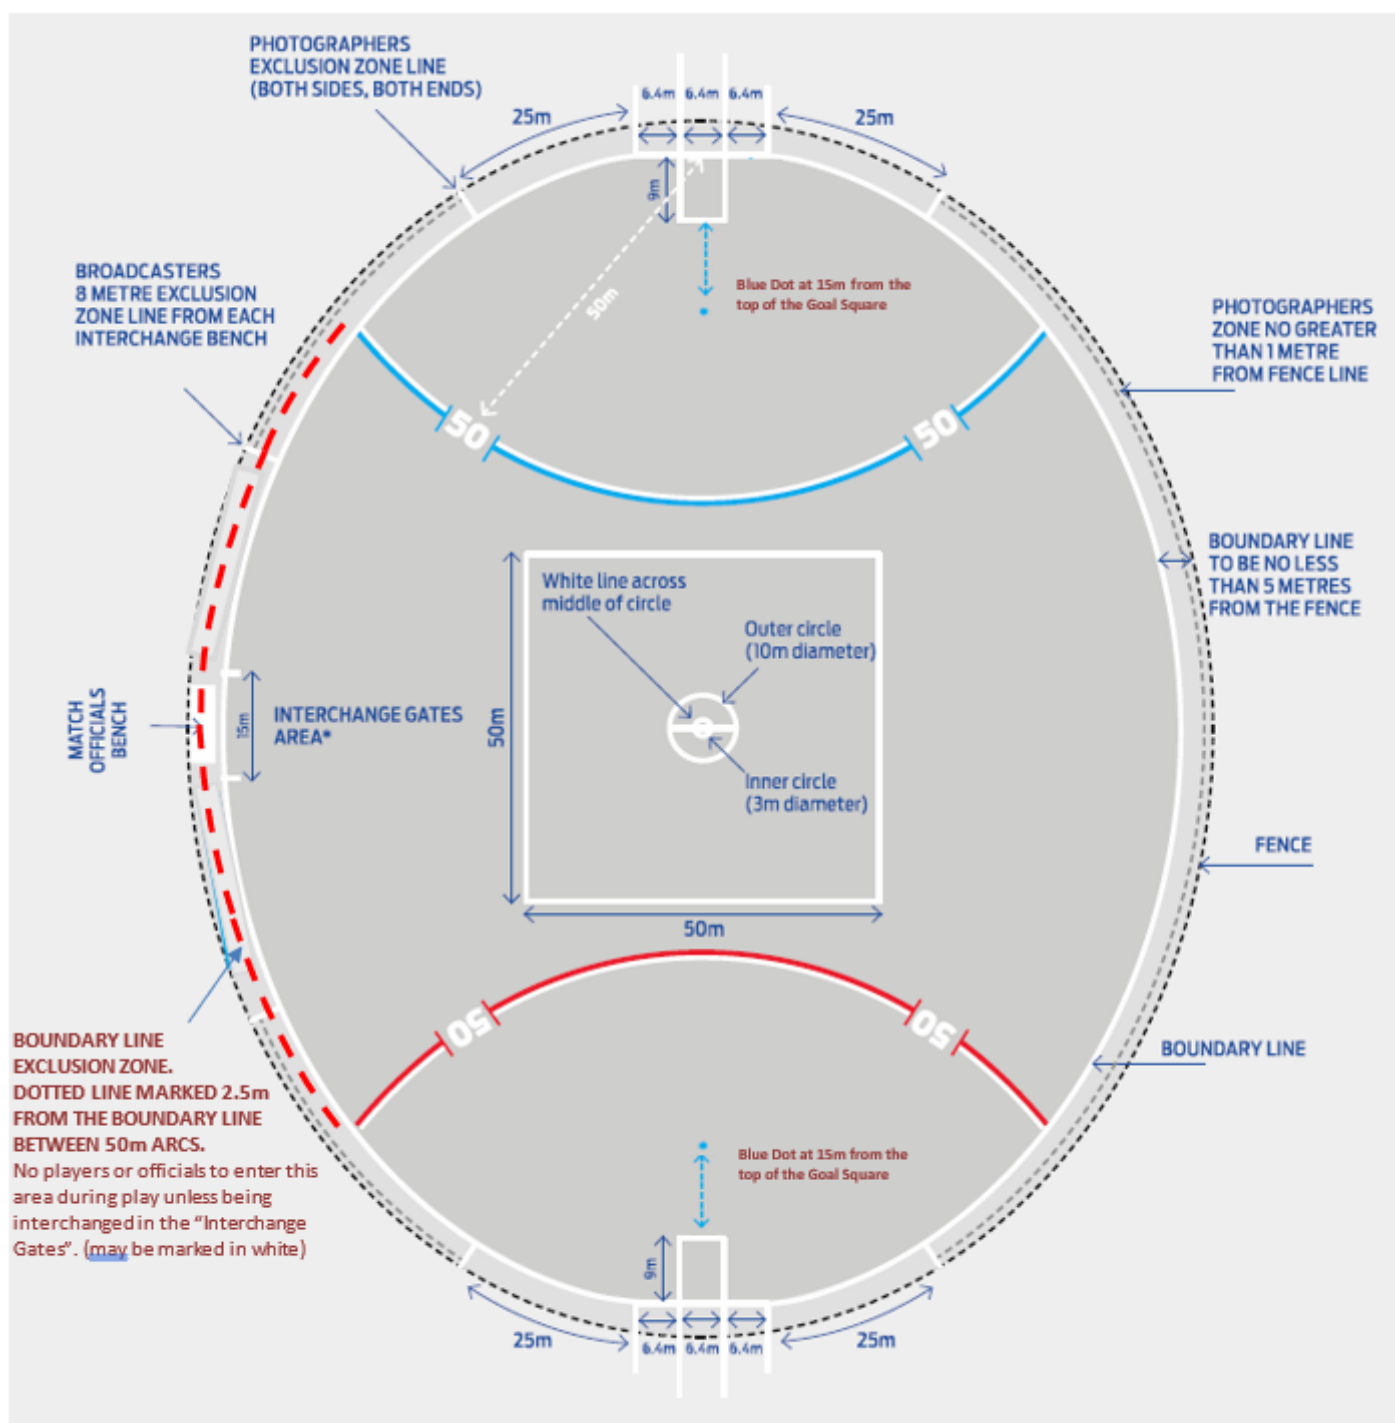 PHOTOGRAPHERS
EXCLUSION ZONE LINE
(BOTH SIDES, BOTH ENDS)
25m
6.4m
6.4m
6.4m
25m
9m
50m
Blue Dot at 15m from the
top of the Goal Square
BROADCASTERS
8 METRE EXCLUSION
ZONE LINE FROM EACH
INTERCHANGE BENCH
PHOTOGRAPHERS
ZONE NO GREATER
THAN 1 METRE
FROM FENCE LINE
50
50
BOUNDARY LINE
TO BE NO LESS
THAN 5 METRES
FROM THE FENCE
White line across
middle of circle
Outer circle
(10m diameter)
MATCH
OFFICIALS
BENCH
15m
INTERCHANGE GATES
AREA*
50m
Inner circle
(3m diameter)
FENCE
50m
50
50
BOUNDARY LINE
BOUNDARY LINE
EXCLUSION ZONE.
DOTTED LINE MARKED 2.5m
FROM THE BOUNDARY LINE
BETWEEN 50m ARCS.
No players or officials to enter this
area during play unless being
interchanged in the “Interchange
Gates”. (may be marked in white)
Blue Dot at 15m from the
top of the Goal Square
9m
25m
6.4m
6.4m
6.4m
25m